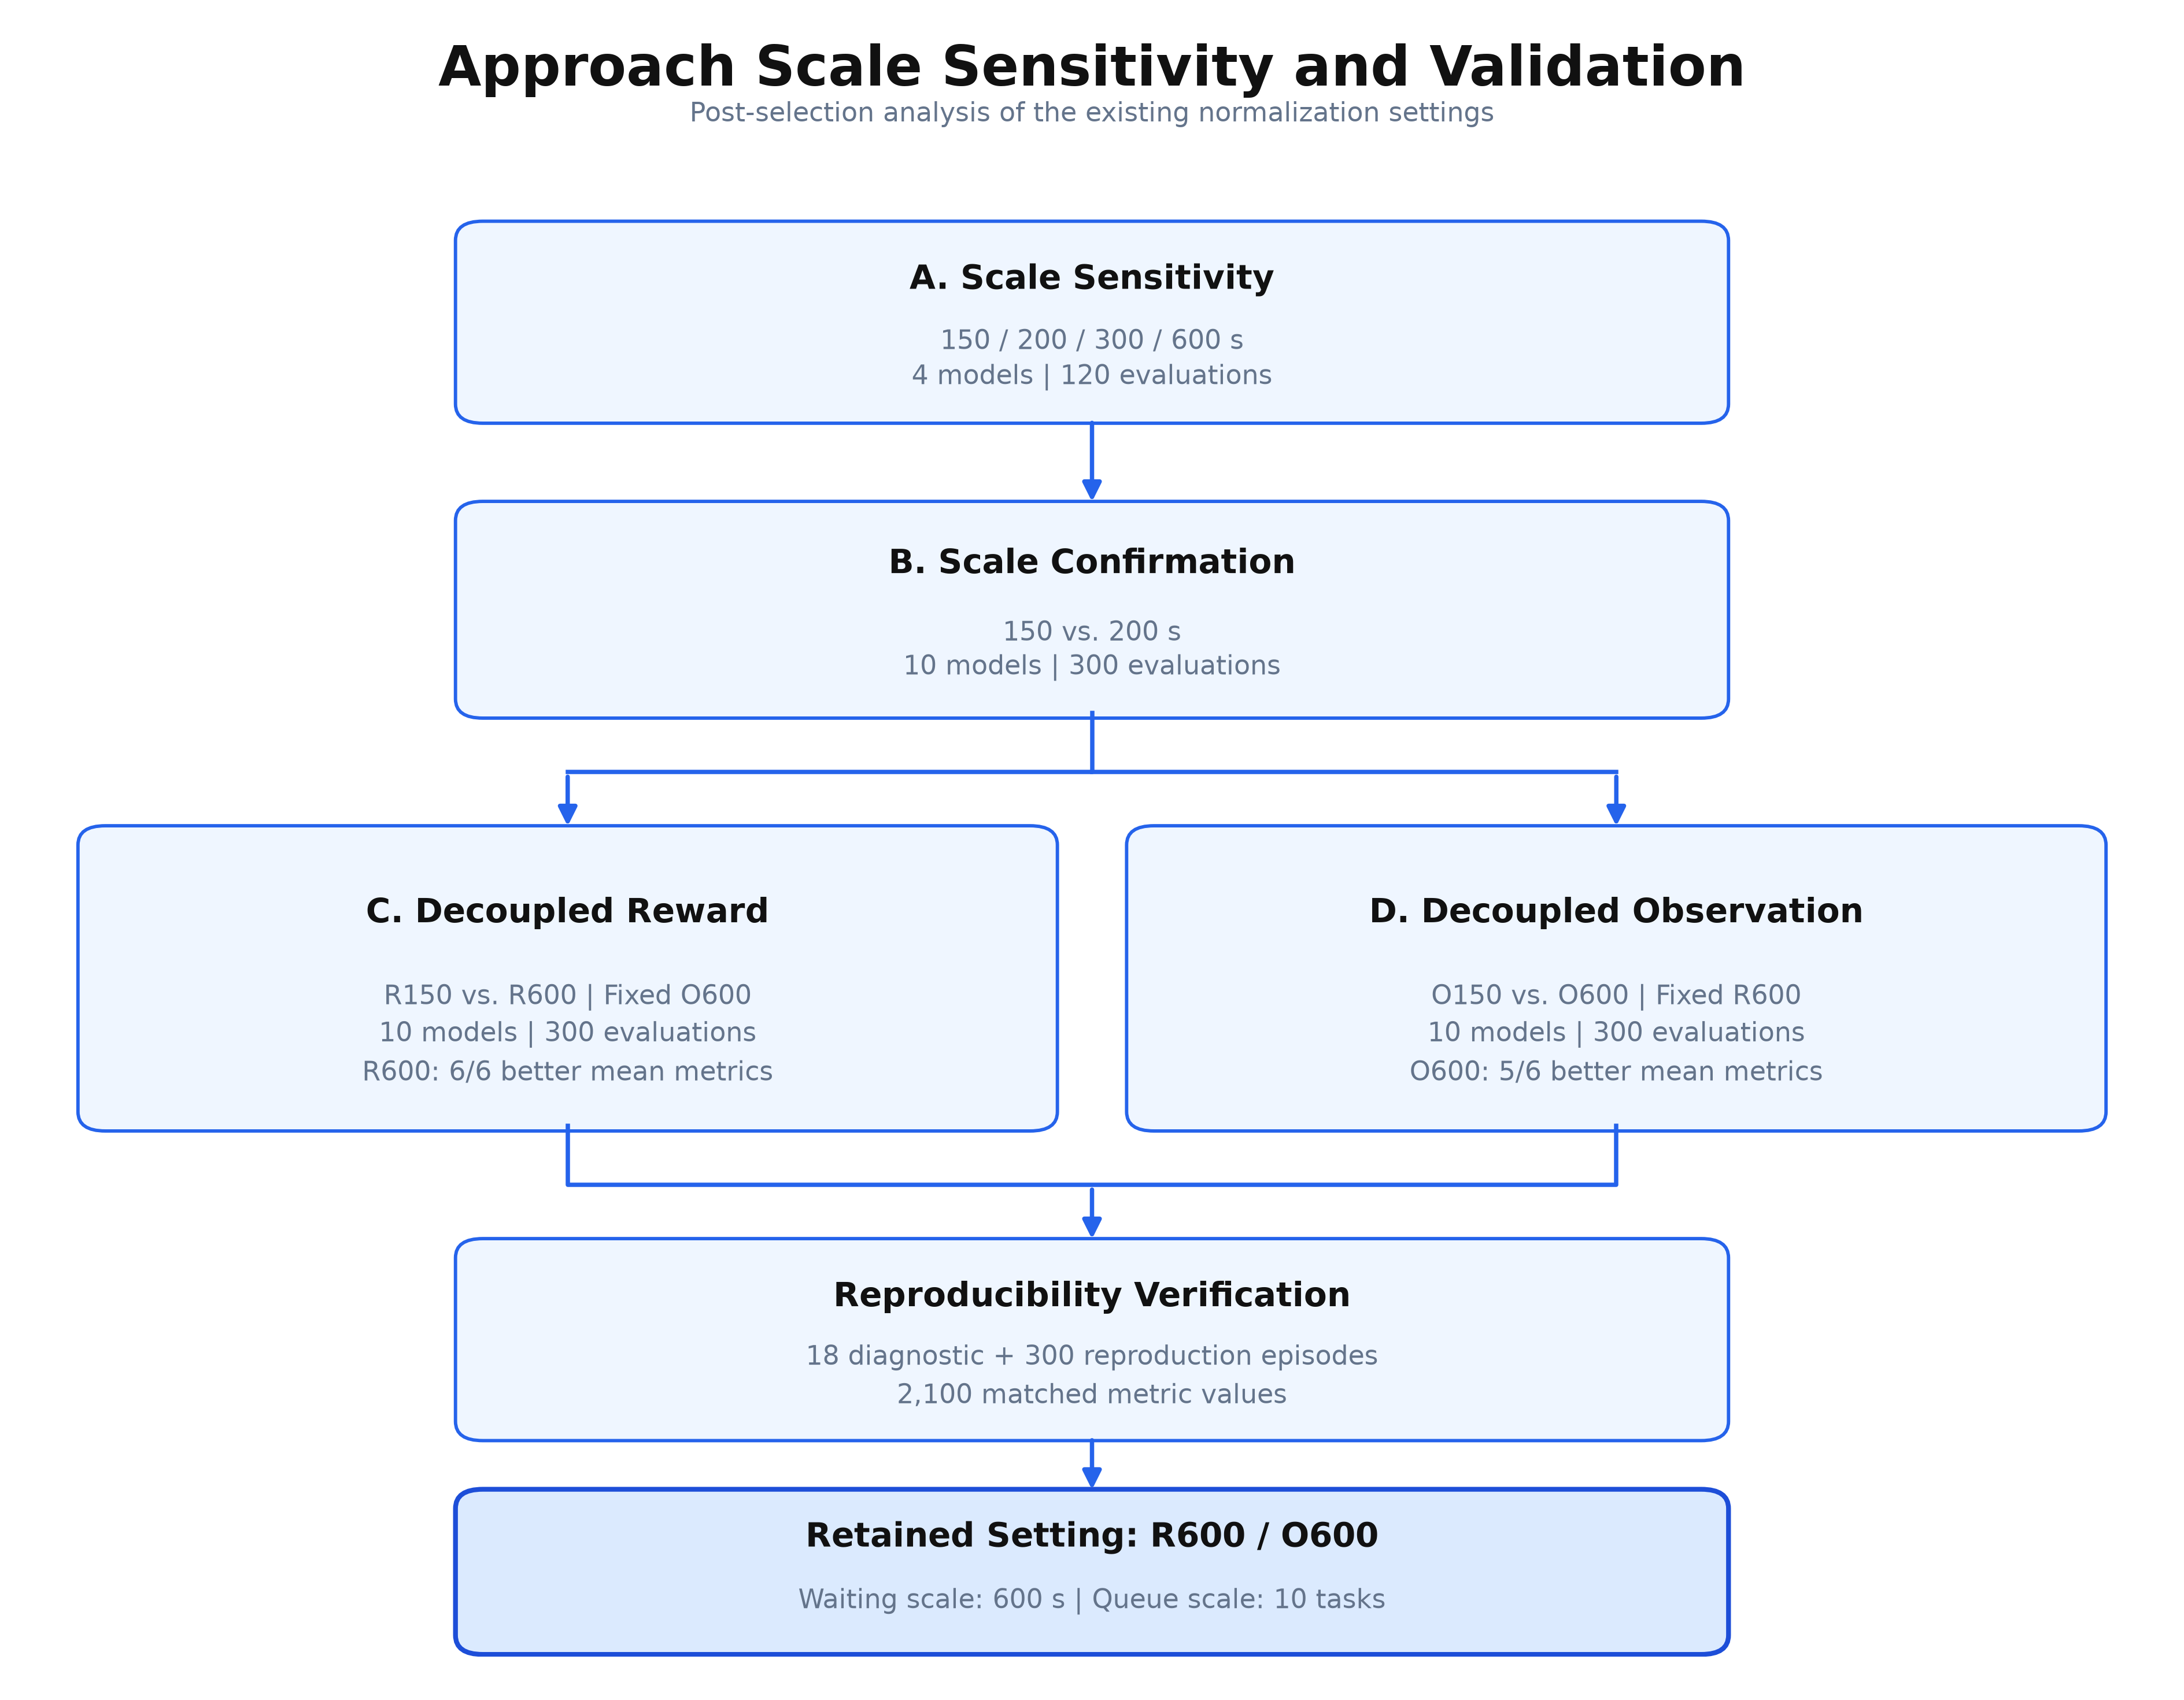 Approach Scale Sensitivity and Validation
Post-selection analysis of the existing normalization settings
A. Scale Sensitivity
150 / 200 / 300 / 600 s
4 models | 120 evaluations
B. Scale Confirmation
150 vs. 200 s
10 models | 300 evaluations
C. Decoupled Reward
R150 vs. R600 | Fixed O600
10 models | 300 evaluations
R600: 6/6 better mean metrics
D. Decoupled Observation
O150 vs. O600 | Fixed R600
10 models | 300 evaluations
O600: 5/6 better mean metrics
Reproducibility Verification
18 diagnostic + 300 reproduction episodes
2,100 matched metric values
Retained Setting: R600 / O600
Waiting scale: 600 s | Queue scale: 10 tasks